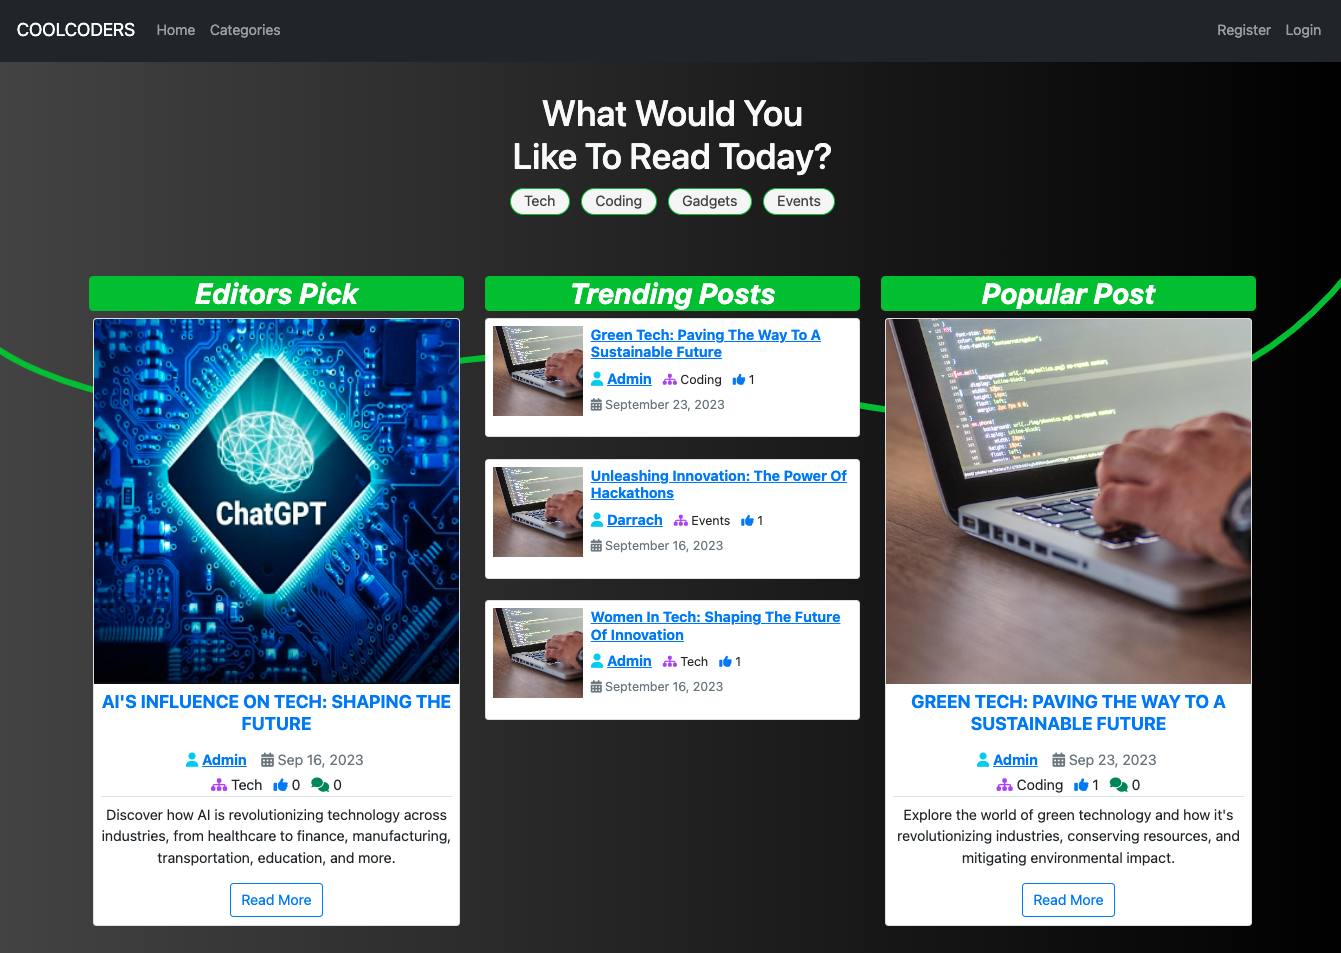 COOLCODERS Home Categories Register Login
What Would You
Like To Read Today?
Tech Coding Gadgets Events
Editors Pick
ChatGPT
AI'S INFLUENCE ON TECH: SHAPING THE
FUTURE
Admin Sep 16, 2023
Tech 0 0
Discover how AI is revolutionizing technology across
industries, from healthcare to finance, manufacturing,
transportation, education, and more.
Read More
Trending Posts
Green Tech: Paving The Way To A
Sustainable Future
Admin Coding 1
September 23, 2023
Unleashing Innovation: The Power Of
Hackathons
Darrach Events 1
September 16, 2023
Women In Tech: Shaping The Future
Of Innovation
Admin Tech 1
September 16, 2023
Popular Post
GREEN TECH: PAVING THE WAY TO A
SUSTAINABLE FUTURE
Admin Sep 23, 2023
Coding 1 0
Explore the world of green technology and how it's
revolutionizing industries, conserving resources, and
mitigating environmental impact.
Read More